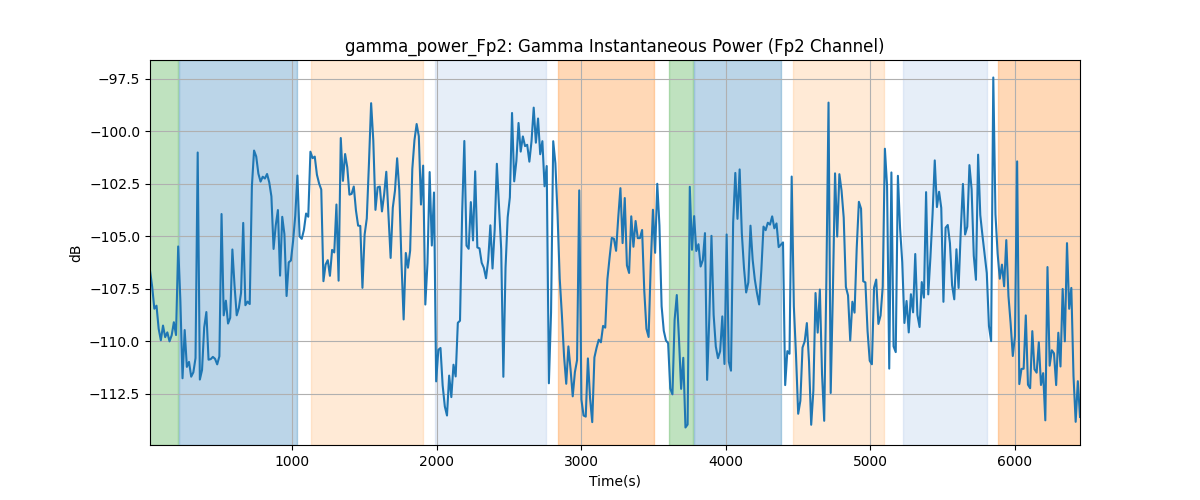 gamma_power_Fp2: Gamma Instantaneous Power (Fp2 Channel)
dB
−97.5
−100.0
−102.5
−105.0
−107.5
−110.0
−112.5
1000 2000 3000 4000 5000 6000
Time(s)